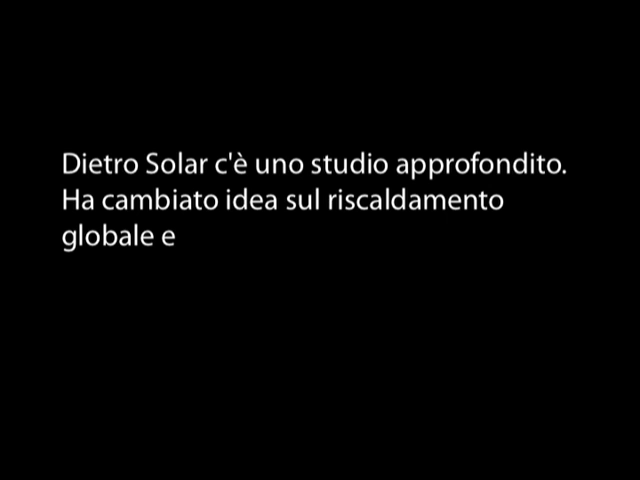 Dietro Solar c'è uno studio approfondito.
Ha cambiato idea sul riscaldamento
globale e